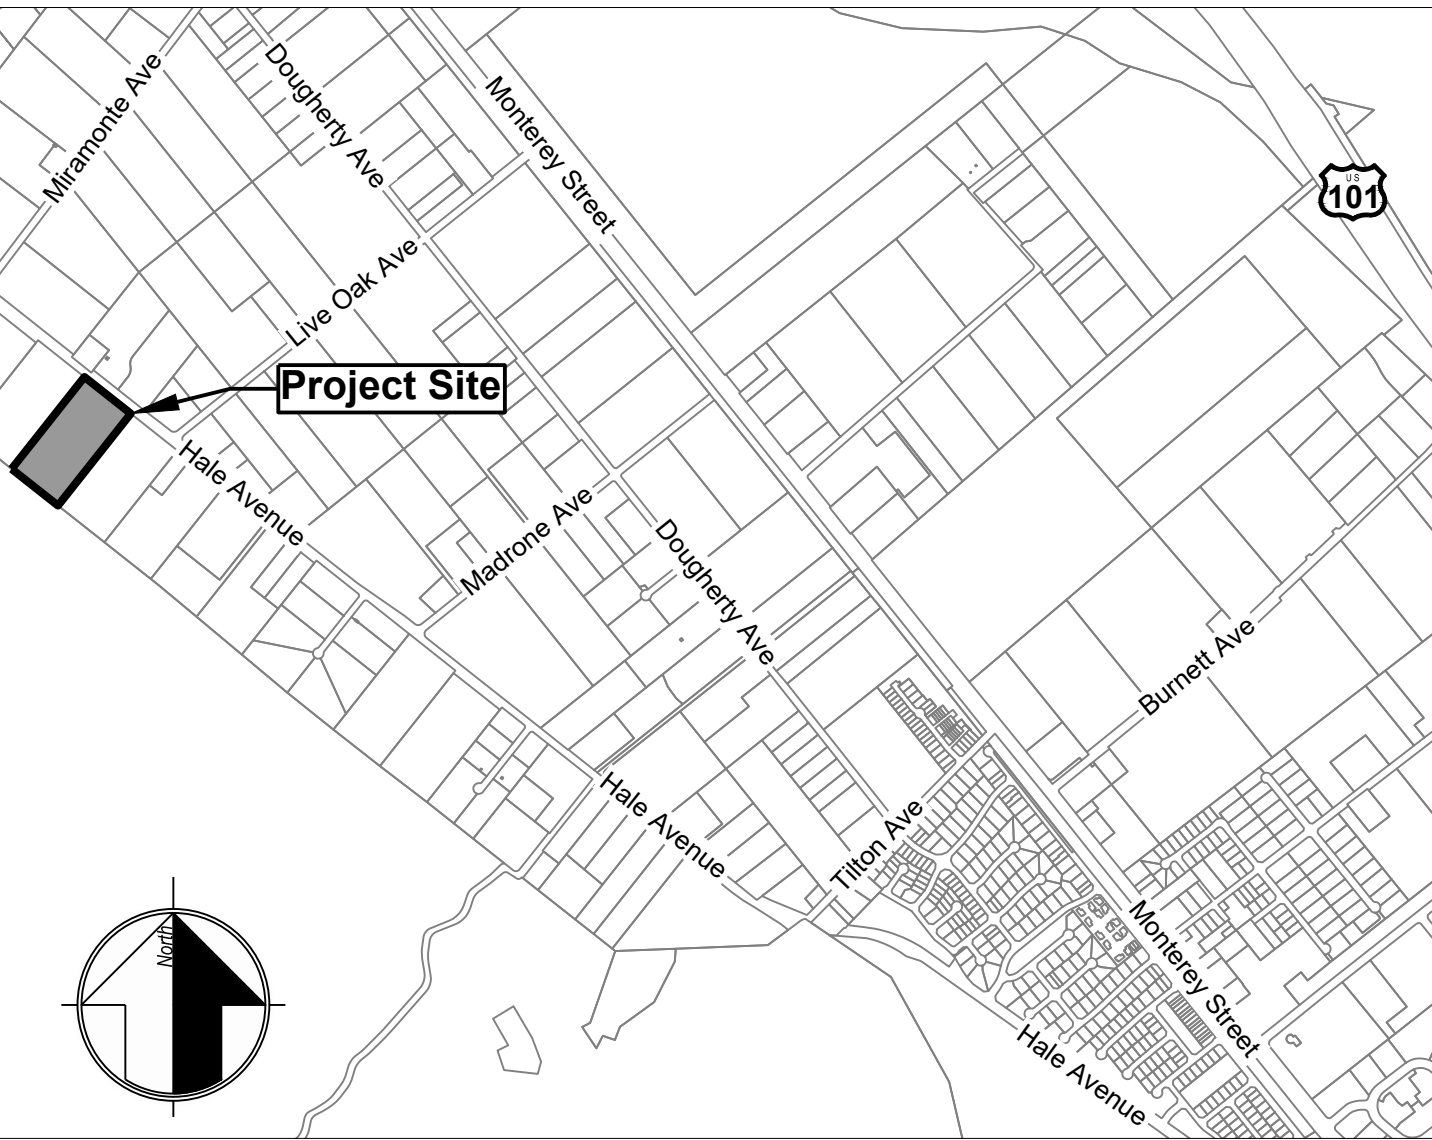 Miramonte Ave
Dougherty Ave
Monterey Street
US
101
Live Oak Ave
Project Site
Hale Avenue
Madrone Ave
Dougherty Ave
Burnett Ave
Hale Avenue
Tilton Ave
Monterey Street
North
Hale Avenue